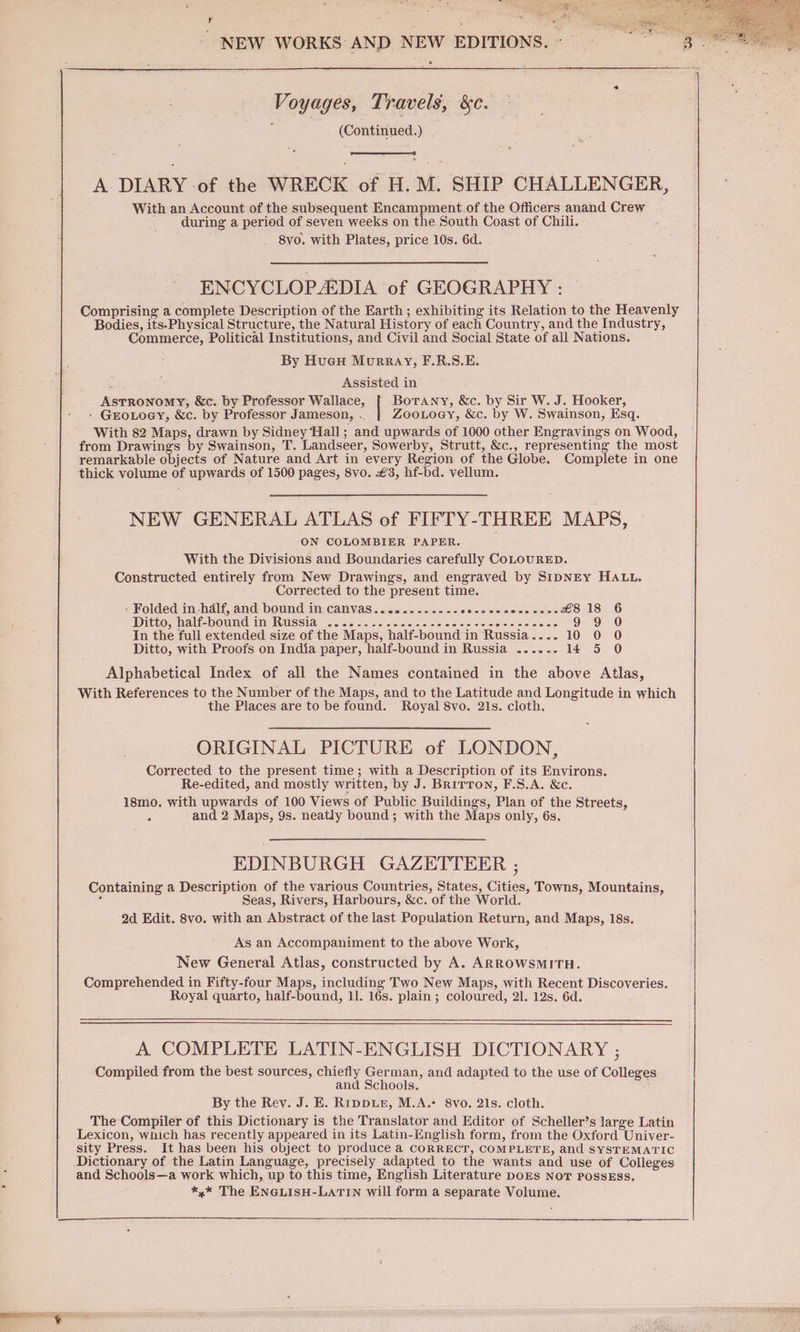 NEW WORKS AND NEW EDITIONS. 3
Voyages, Travels, &c.
(Continued.)
A DIARY of the WRECK of H. M. SHIP CHALLENGER,
With an Account of the subsequent Encampment of the Officers anand Crew
during a period of seven weeks on the South Coast of Chili.
8vo. with Plates, price 10s. 6d.
ENCYCLOPÆDIA of GEOGRAPHY :
Comprising a complete Description of the Earth ; exhibiting its Relation to the Heavenly
Bodies, its Physical Structure, the Natural History of each Country, and the Industry,
Commerce, Political Institutions, and Civil and Social State of all Nations.
By HUGH MURRAY, F.R.S.E.
Assisted in
ASTRONOMY, &c. by Professor Wallace, | BOTANY, &c. by Sir W. J. Hooker,
GEOLOGY, &c. by Professor Jameson, | ZOOLOGY, &c. by W. Swainson, Esq.
With 82 Maps, drawn by Sidney Hall ; and upwards of 1000 other Engravings on Wood,
from Drawings by Swainson, T. Landseer, Sowerby, Strutt, &c., representing the most
remarkable objects of Nature and Art in every Region of the Globe. Complete in one
thick volume of upwards of 1500 pages, 8vo. £3, hf-bd. vellum.
NEW GENERAL ATLAS of FIFTY-THREE MAPS,
ON COLOMBIER PAPER.
With the Divisions and Boundaries carefully COLOURED.
Constructed entirely from New Drawings, and engraved by SIDNEY HALL.
Corrected to the present time.
Folded in half, and bound in canvas............................£8 18 6
Ditto, half-bound in Russia ................................ 9 9 0
In the full extended size of the Maps, half-bound in Russia.... 10 0 0
Ditto, with Proofs on India paper, half-bound in Russia ...... 14 5 0
Alphabetical Index of all the Names contained in the above Atlas,
With References to the Number of the Maps, and to the Latitude and Longitude in which
the Places are to be found. Royal 8vo. 21s. cloth.
ORIGINAL PICTURE of LONDON,
Corrected to the present time ; with a Description of its Environs.
Re-edited, and mostly written, by J. BRITTON, F.S.A. &c.
18mo. with upwards of 100 Views of Public Buildings, Plan of the Streets,
and 2 Maps, 9s. neatly bound ; with the Maps only, 6s.
EDINBURGH GAZETTEER ;
Containing a Description of the various Countries, States, Cities, Towns, Mountains,
Seas, Rivers, Harbours, &c. of the World.
2d Edit. 8vo. with an Abstract of the last Population Return, and Maps, 18s.
As an Accompaniment to the above Work,
New General Atlas, constructed by A. ARROWSMITH.
Comprehended in Fifty-four Maps, including Two New Maps, with Recent Discoveries.
Royal quarto, half-bound, 1l. 16s. plain ; coloured, 2l. 12s. 6d.
A COMPLETE LATIN-ENGLISH DICTIONARY ;
Compiled from the best sources, chiefly German, and adapted to the use of Colleges
and Schools.
By the Rev. J. E. RIDDLE, M.A. 8vo. 21s. cloth.
The Compiler of this Dictionary is the Translator and Editor of Scheller's large Latin
Lexicon, which has recently appeared in its Latin-English form, from the Oxford Univer-
sity Press. It has been his object to produce a CORRECT, COMPLETE, and SYSTEMATIC
Dictionary of the Latin Language, precisely adapted to the wants and use of Colleges
and Schools—a work which, up to this time, English Literature DOES NOT POSSESS.
*** The ENGLISH-LATIN will form a separate Volume.